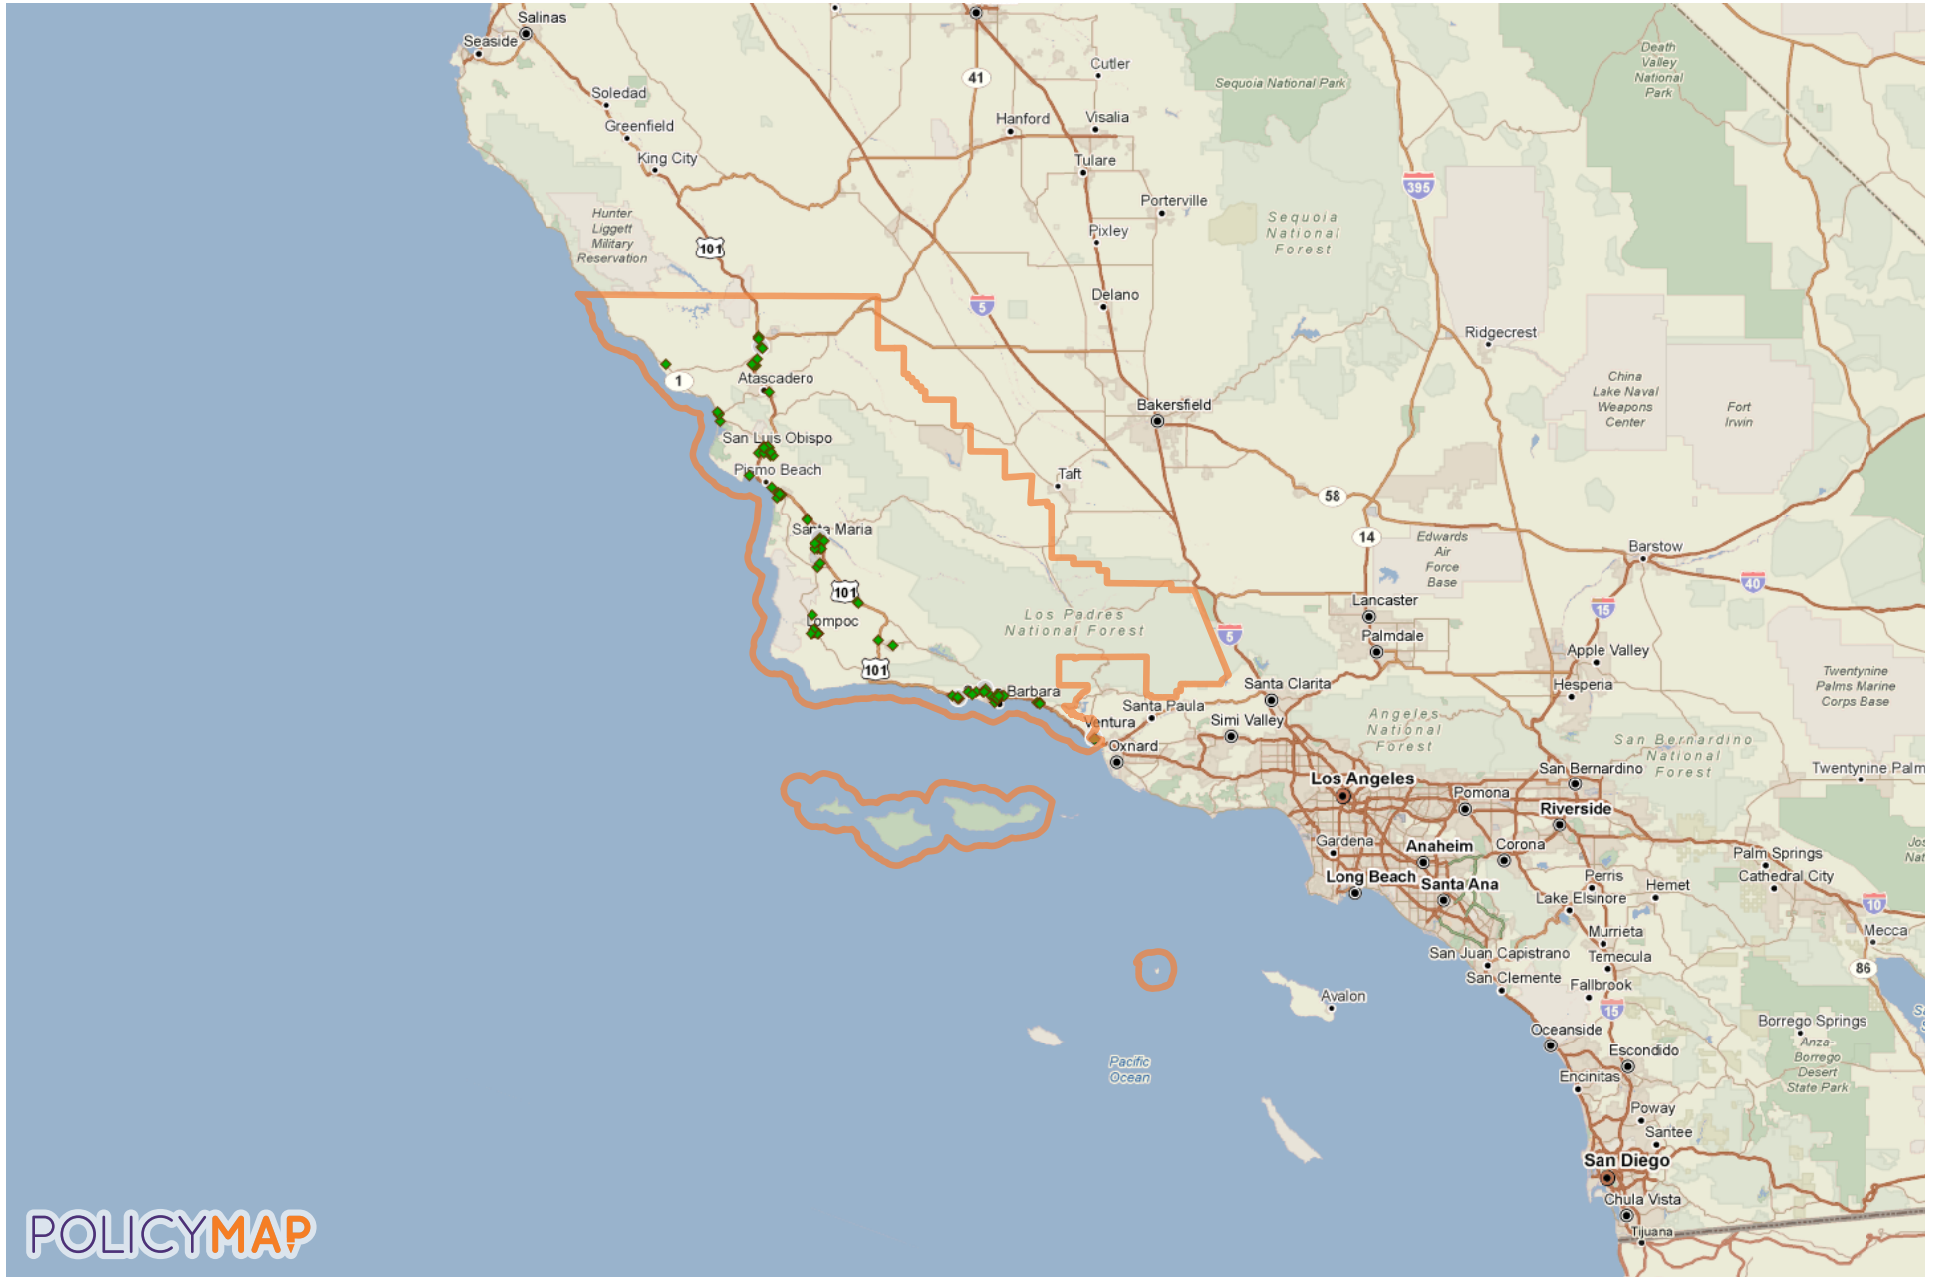 Salinas
Seaside
Soledad
Greenfield
King City
Hunter
Liggett
Military
Reservation
101
41
Cutler
Hanford
Visalia
Tulare
Porterville
Pixley
Delano
5
Sequoia National Park
Sequoia
National
Forest
395
Death
Valley
National
Park
Ridgecrest
China
Lake Naval
Weapons
Center
Fort
Irwin
1
Atascadero
San Luis Obispo
Pismo Beach
Santa Maria
101
Lompoc
101
Barbara
Bakersfield
Taft
58
14
Edwards
Air
Force
Base
Barstow
40
15
Los Padres
National Forest
5
Lancaster
Palmdale
Apple Valley
Hesperia
Twentynine
Palms Marine
Corps Base
Santa Clarita
Santa Paula
Ventura
Oxnard
Simi Valley
Angeles
National
Forest
San Bernardino
National
Forest
San Bernardino
Twentynine Palm
Los Angeles
Pomona
Riverside
Gardena
Anaheim
Corona
Long Beach
Santa Ana
Perris
Hemet
Lake Elsinore
Palm Springs
Cathedral City
Jos
Nat
10
Mecca
86
Murrieta
Temecula
San Juan Capistrano
San Clemente
Fallbrook
15
Avalon
Pacific
Ocean
Oceanside
Escondido
Encinitas
Borrego Springs
Anza-
Borrego
Desert
State Park
Poway
Santee
San Diego
Chula Vista
Tijuana
POLICYMAP